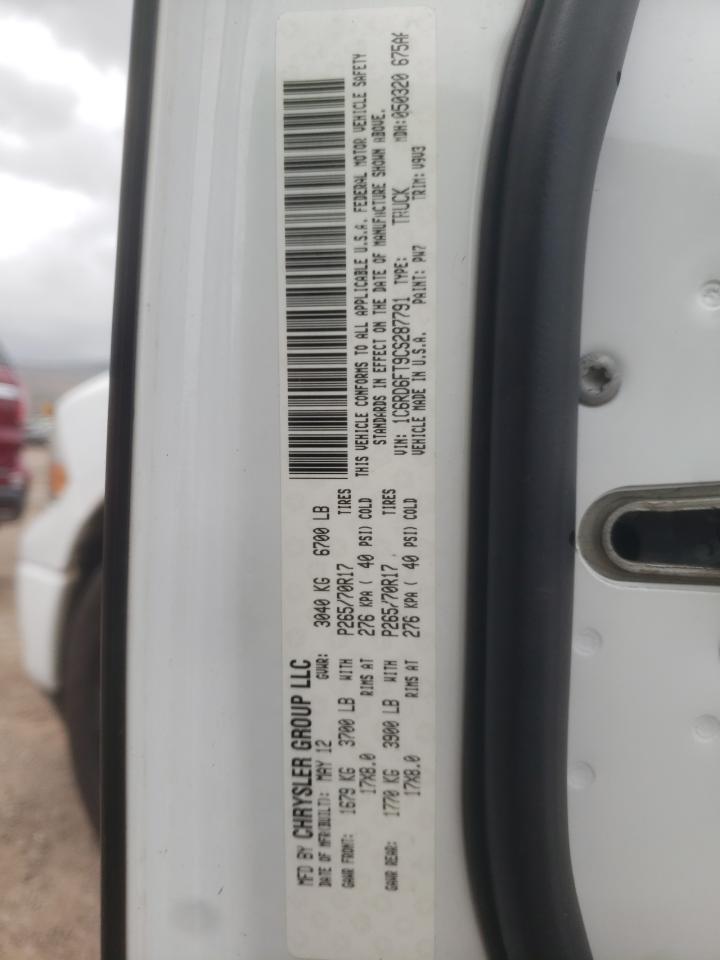 MFD BY CHRYSLER GROUP LLC
DATE OF MFR(BUILT): MAY 12 GVWR: 3040 KG 6700 LB
GAWR FRONT: 1679 KG 3700 LB WITH P265/70R17 TIRES
17X8.0 RIMS AT 276 KPA ( 40 PSI) COLD
GAWR REAR: 1770 KG 3900 LB WITH P265/70R17 TIRES
17X8.0 RIMS AT 276 KPA ( 40 PSI) COLD
THIS VEHICLE CONFORMS TO ALL APPLICABLE U.S.A. FEDERAL MOTOR VEHICLE SAFETY
STANDARDS IN EFFECT ON THE DATE OF MANUFACTURE SHOWN ABOVE.
VIN: 1C6RD6FT9CS287791 TYPE: TRUCK MDH:050320 675AF
VEHICLE MADE IN U.S.A. PAINT: PW7 TRIM: V9V3